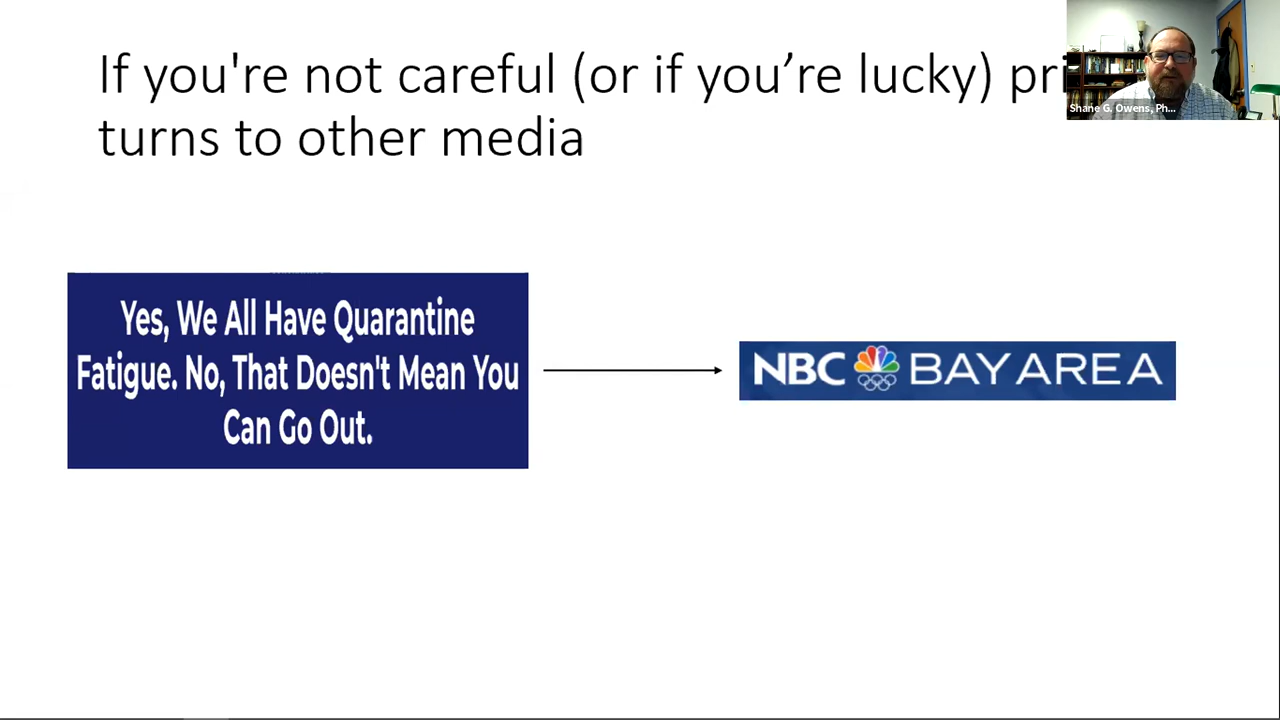 If you're not careful (or if you’re lucky) pri
turns to other media
Shane G. Owens, Ph...
Yes, We All Have Quarantine
Fatigue. No, That Doesn't Mean You
Can Go Out.
NBC BAY AREA